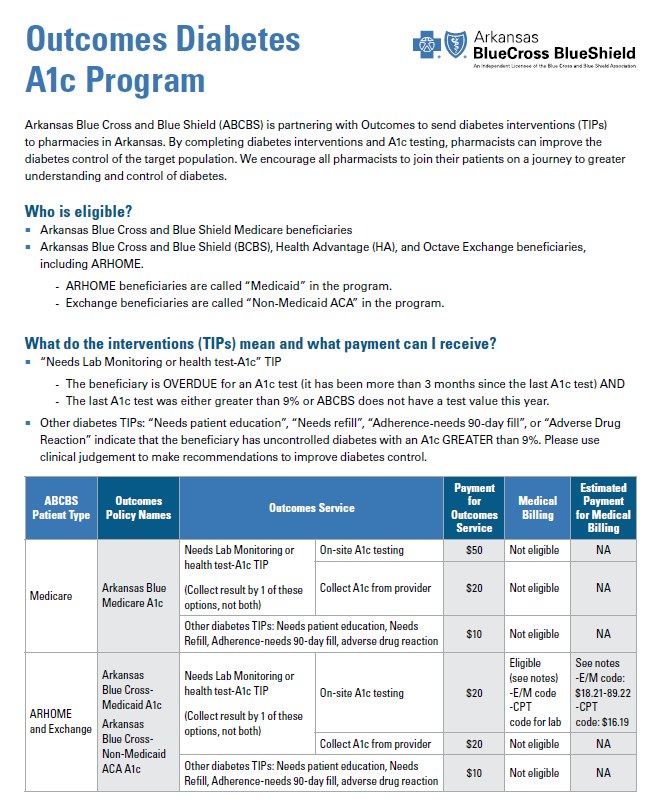 Outcomes Diabetes
A1c Program
Arkansas
BlueCross BlueShield
An Independent Licensee of the Blue Cross and Blue Shield Association
Arkansas Blue Cross and Blue Shield (ABCBS) is partnering with Outcomes to send diabetes interventions (TIPs)
to pharmacies in Arkansas. By completing diabetes interventions and A1c testing, pharmacists can improve the
diabetes control of the target population. We encourage all pharmacists to join their patients on a journey to greater
understanding and control of diabetes.
Who is eligible?
▪ Arkansas Blue Cross and Blue Shield Medicare beneficiaries
▪ Arkansas Blue Cross and Blue Shield (BCBS), Health Advantage (HA), and Octave Exchange beneficiaries,
including ARHOME.
- ARHOME beneficiaries are called “Medicaid” in the program.
- Exchange beneficiaries are called “Non-Medicaid ACA” in the program.
What do the interventions (TIPs) mean and what payment can I receive?
▪ “Needs Lab Monitoring or health test-A1c” TIP
- The beneficiary is OVERDUE for an A1c test (it has been more than 3 months since the last A1c test) AND
- The last A1c test was either greater than 9% or ABCBS does not have a test value this year.
▪ Other diabetes TIPs: “Needs patient education”, “Needs refill”, “Adherence-needs 90-day fill”, or “Adverse Drug
Reaction” indicate that the beneficiary has uncontrolled diabetes with an A1c GREATER than 9%. Please use
clinical judgement to make recommendations to improve diabetes control.
ABCBS
Patient Type
Outcomes
Policy Names
Outcomes Service
Payment
for
Outcomes
Service
Medical
Billing
Estimated
Payment
for Medical
Billing
Medicare
Arkansas Blue
Medicare A1c
Needs Lab Monitoring or
health test-A1c TIP
(Collect result by 1 of these
options, not both)
On-site A1c testing
$50
Not eligible
NA
Collect A1c from provider
$20
Not eligible
NA
Other diabetes TIPs: Needs patient education, Needs
Refill, Adherence-needs 90-day fill, adverse drug reaction
$10
Not eligible
NA
ARHOME
and Exchange
Arkansas
Blue Cross-
Medicaid A1c
Arkansas
Blue Cross-
Non-Medicaid
ACA A1c
Needs Lab Monitoring or
health test-A1c TIP
(Collect result by 1 of these
options, not both)
On-site A1c testing
$20
Eligible
(see notes)
-E/M code
-CPT
code for lab
See notes
-E/M code:
$18.21-89.22
-CPT
code: $16.19
Collect A1c from provider
$20
Not eligible
NA
Other diabetes TIPs: Needs patient education, Needs
Refill, Adherence-needs 90-day fill, adverse drug reaction
$10
Not eligible
NA